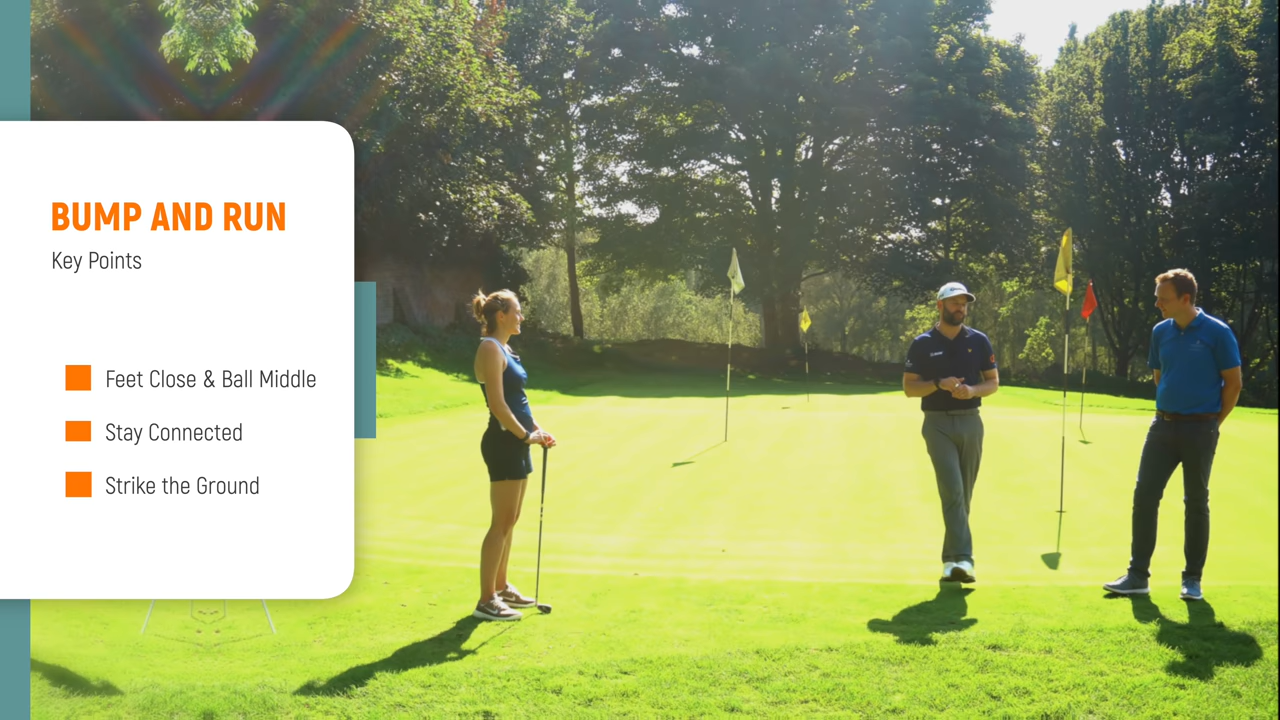 BUMP AND RUN
Key Points
Feet Close & Ball Middle
Stay Connected
Strike the Ground